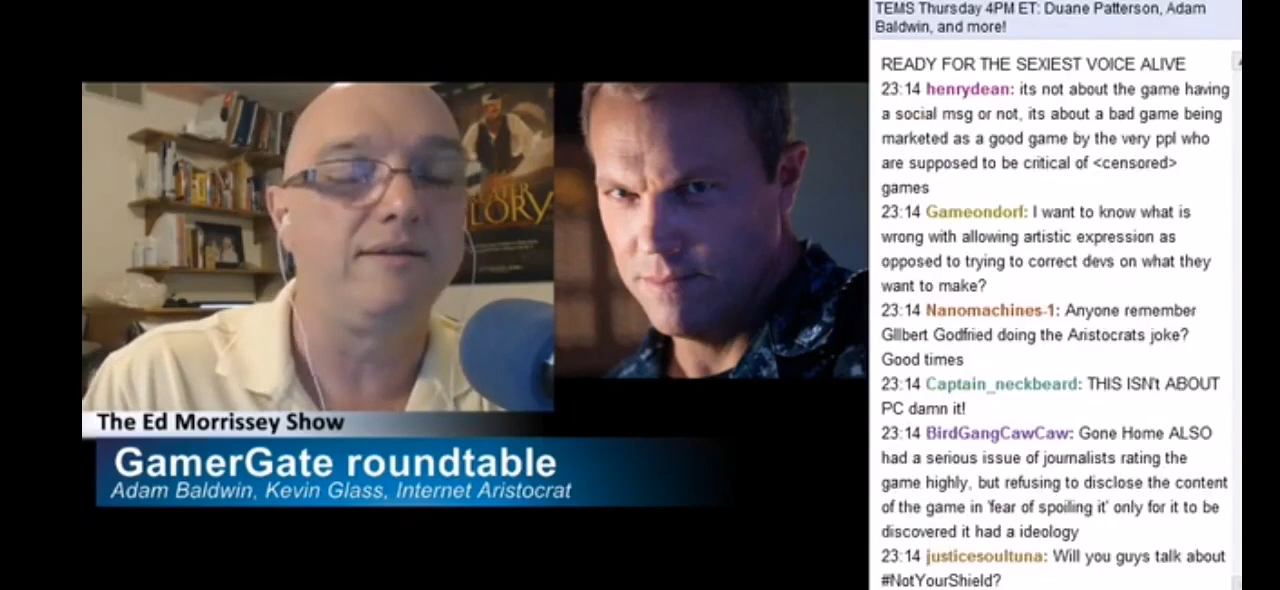 TEMS Thursday 4PM ET: Duane Patterson, Adam
Baldwin, and more!
READY FOR THE SEXIEST VOICE ALIVE
23:14 henrydean: its not about the game having
a social msg or not, its about a bad game being
marketed as a good game by the very ppl who
are supposed to be critical of <censored>
games
23:14 Gameondorf: I want to know what is
wrong with allowing artistic expression as
opposed to trying to correct devs on what they
want to make?
23:14 Nanomachines-1: Anyone remember
GIlbert Godfried doing the Aristocrats joke?
Good times
23:14 Captain_neckbeard: THIS ISNt ABOUT
PC damn it!
23:14 BirdGangCawCaw: Gone Home ALSO
had a serious issue of journalists rating the
game highly, but refusing to disclose the content
of the game in 'fear of spoiling it' only for it to be
discovered it had a ideology
23:14 justicesoultuna: Will you guys talk about
#NotYourShield?
LORY
The Ed Morrissey Show
GamerGate roundtable
Adam Baldwin, Kevin Glass, Internet Aristocrat